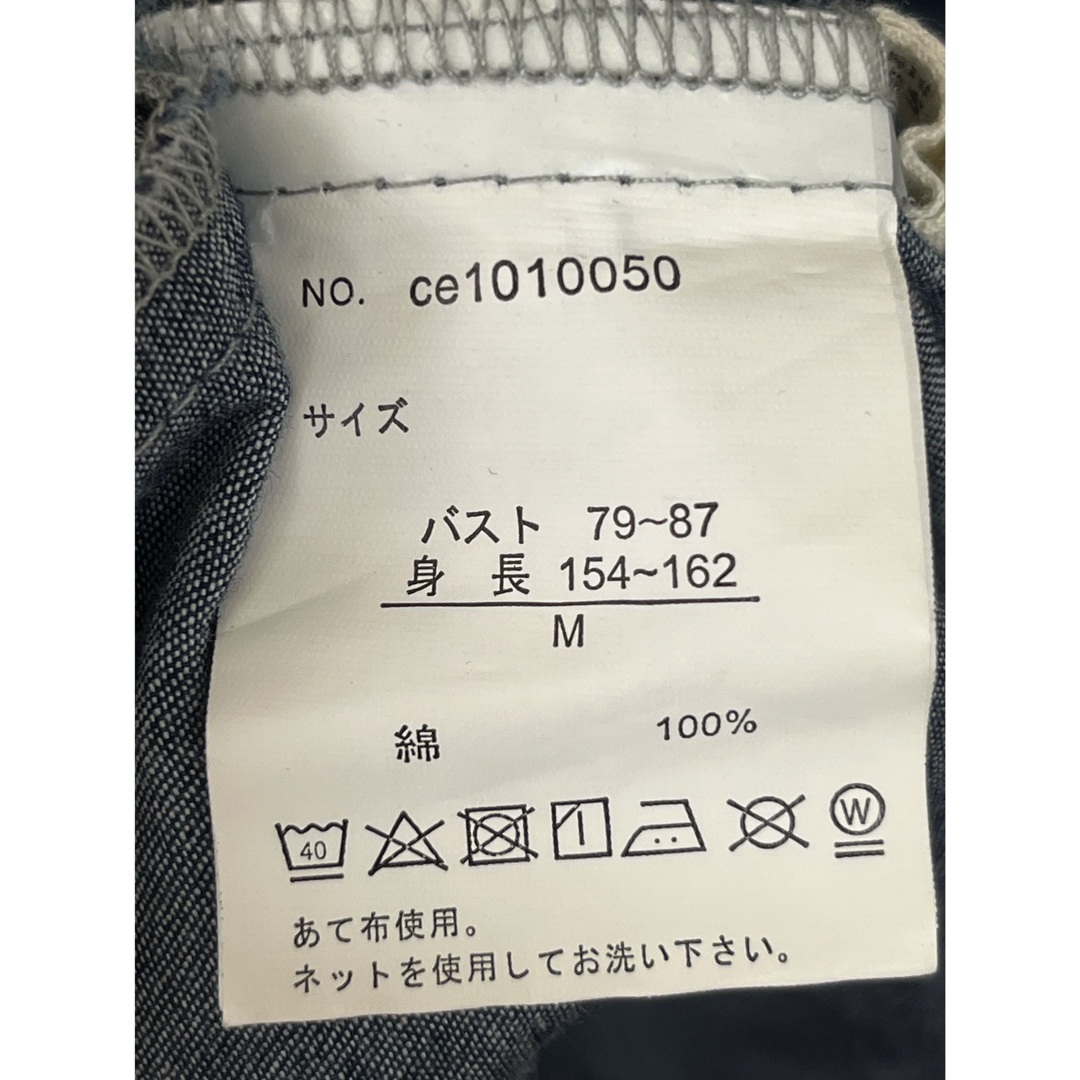 NO. ce1010050
サイズ
バスト 79~87
身 長 154~162
M
綿 100%
40 W
あて布使用。
ネットを使用してお洗い下さい。